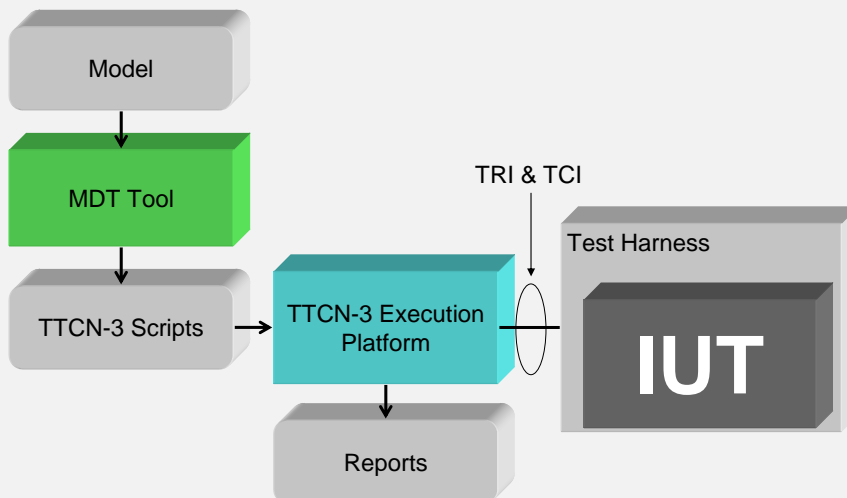 Model
MDT Tool
TRI & TCI
Test Harness
TTCN-3 Scripts
TTCN-3 Execution
Platform
IUT
Reports